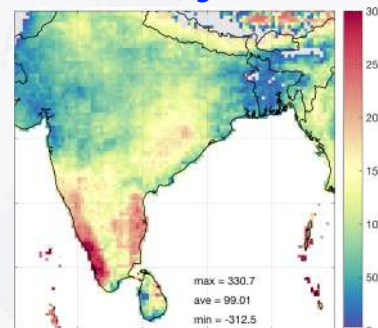 30
25
20
15
10
50
max = 330.7
ave = 99.01
min = -312.5